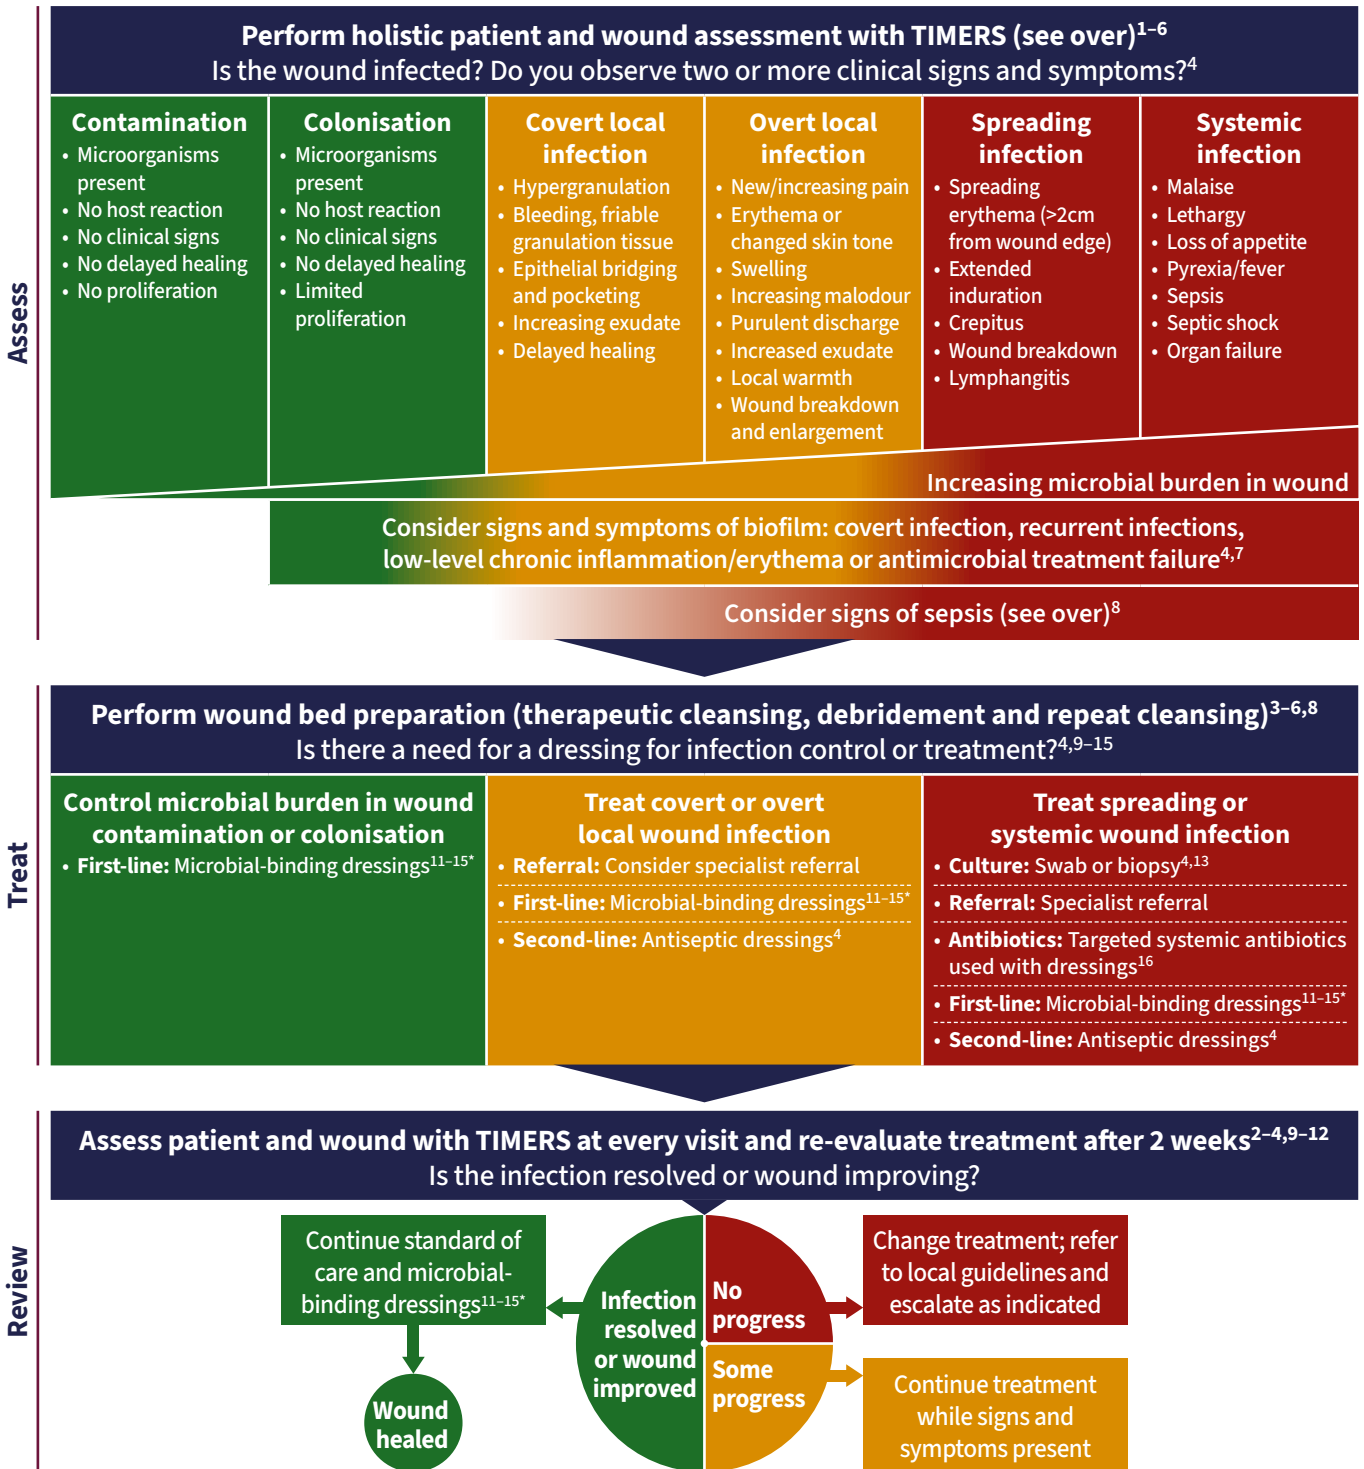 Perform holistic patient and wound assessment with TIMERS (see over)1–6
Is the wound infected? Do you observe two or more clinical signs and symptoms?4
Assess
Contamination
• Microorganisms
present
• No host reaction
• No clinical signs
• No delayed healing
• No proliferation
Colonisation
• Microorganisms
present
• No host reaction
• No clinical signs
• No delayed healing
• Limited
proliferation
Covert local
infection
• Hypergranulation
• Bleeding, friable
granulation tissue
• Epithelial bridging
and pocketing
• Increasing exudate
• Delayed healing
Overt local
infection
• New/increasing pain
• Erythema or
changed skin tone
• Swelling
• Increasing malodour
• Purulent discharge
• Increased exudate
• Local warmth
• Wound breakdown
and enlargement
Spreading
infection
• Spreading
erythema (>2cm
from wound edge)
• Extended
induration
• Crepitus
• Wound breakdown
• Lymphangitis
Systemic
infection
• Malaise
• Lethargy
• Loss of appetite
• Pyrexia/fever
• Sepsis
• Septic shock
• Organ failure
Increasing microbial burden in wound
Consider signs and symptoms of biofilm: covert infection, recurrent infections,
low-level chronic inflammation/erythema or antimicrobial treatment failure4,7
Consider signs of sepsis (see over)8
Treat
Perform wound bed preparation (therapeutic cleansing, debridement and repeat cleansing)3–6,8
Is there a need for a dressing for infection control or treatment?4,9–15
Control microbial burden in wound
contamination or colonisation
• First-line: Microbial-binding dressings11–15*
Treat covert or overt
local wound infection
• Referral: Consider specialist referral
• First-line: Microbial-binding dressings11–15*
• Second-line: Antiseptic dressings4
Treat spreading or
systemic wound infection
• Culture: Swab or biopsy4,13
• Referral: Specialist referral
• Antibiotics: Targeted systemic antibiotics
used with dressings16
• First-line: Microbial-binding dressings11–15*
• Second-line: Antiseptic dressings4
Review
Assess patient and wound with TIMERS at every visit and re-evaluate treatment after 2 weeks2–4,9–12
Is the infection resolved or wound improving?
Continue standard of
care and microbial-
binding dressings11–15*
Wound
healed
Infection
resolved
or wound
improved
No
progress
Some
progress
Change treatment; refer
to local guidelines and
escalate as indicated
Continue treatment
while signs and
symptoms present